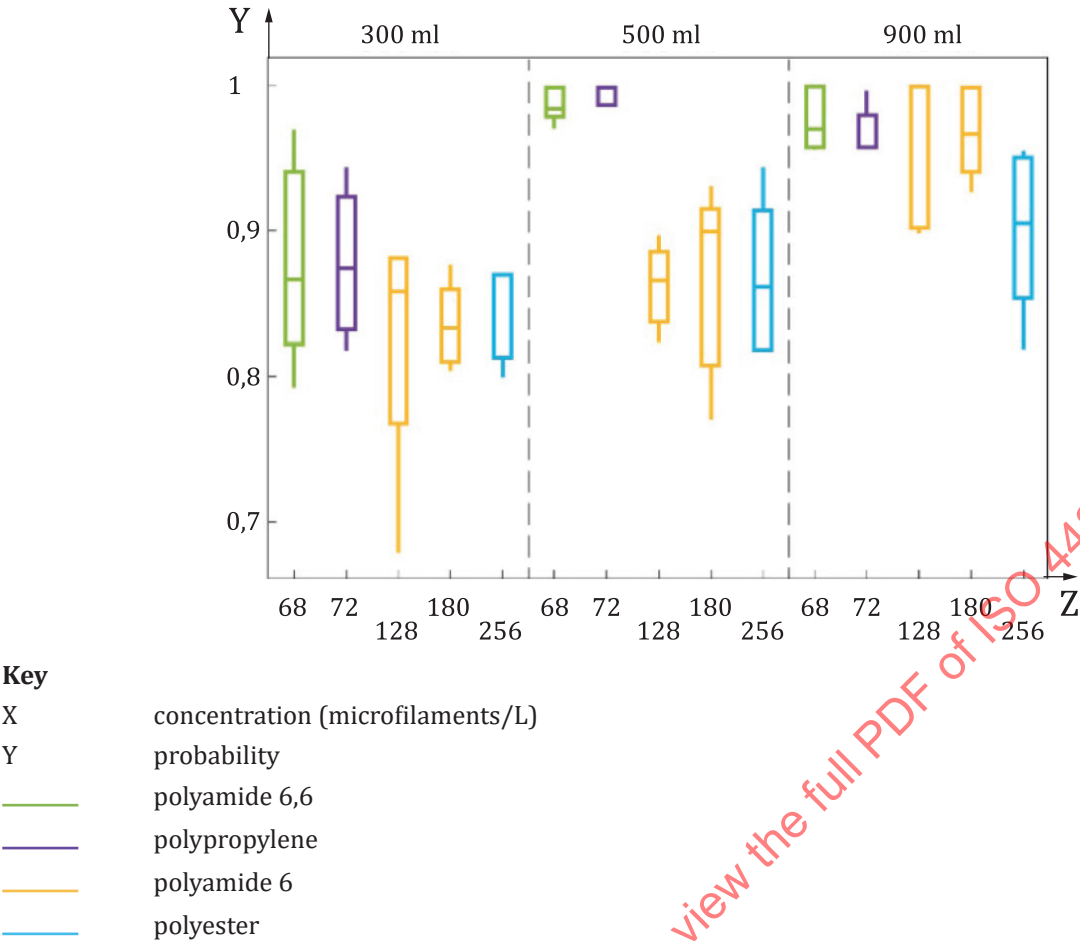 Y
300 ml 500 ml 900 ml
1
0,9
0,8
0,7
68 72 128 180 256 68 72 128 180 256 68 72 128 180 256 Z
Key
X concentration (microfilaments/L)
Y probability
polyamide 6,6
polypropylene
polyamide 6
polyester
view the full PDF of ISO